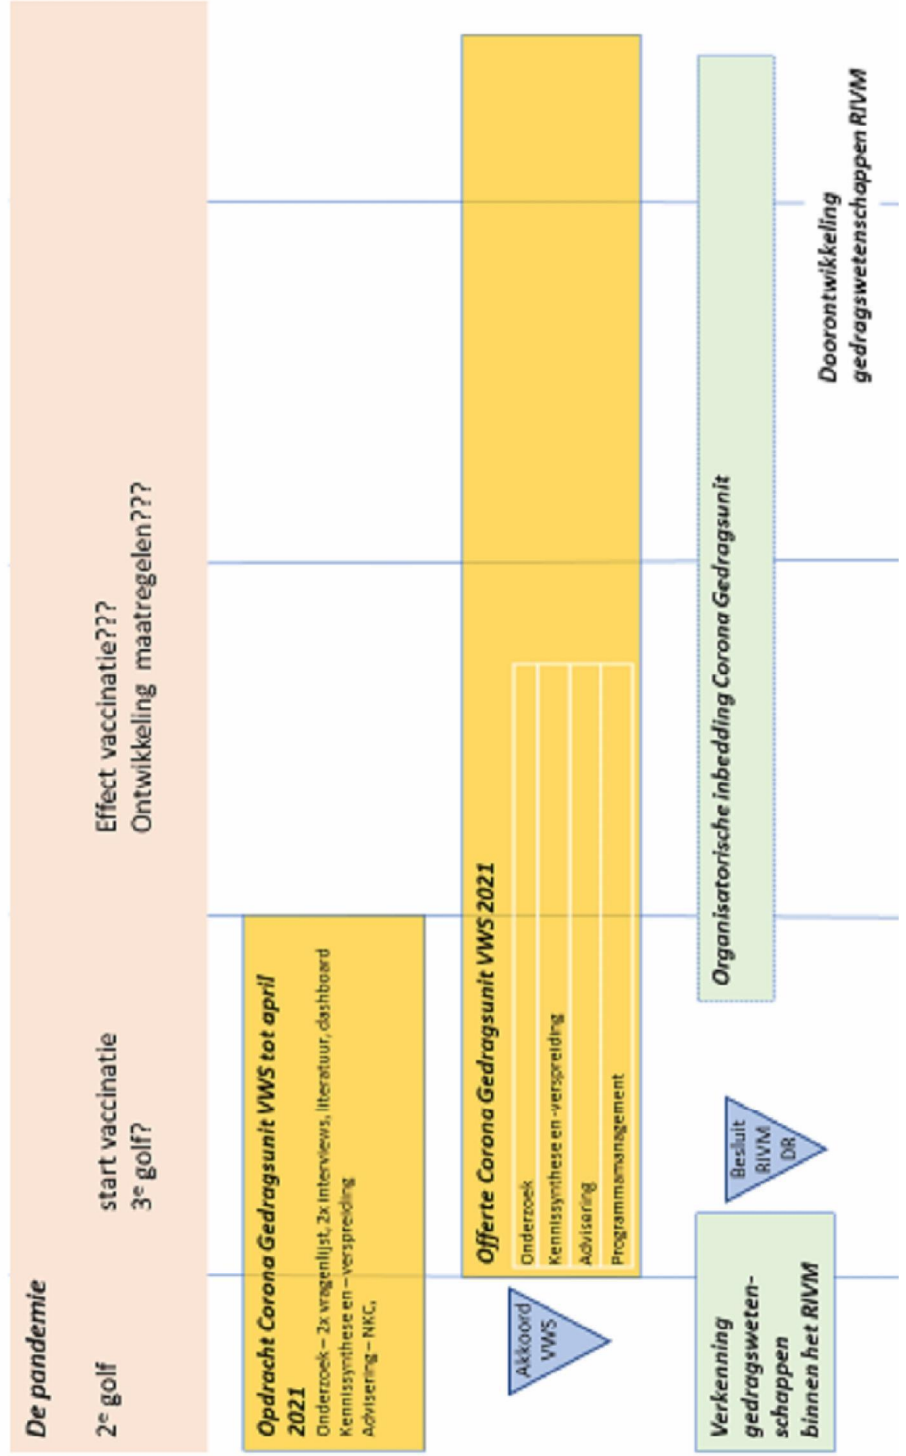 De pandemie
2e golf
start vaccinatie
3e golf?
Effect vaccinatie???
Ontwikkeling maatregelen???
Opdracht Corona Gedragsunit VWS tot april
2021
Onderzoek – 2x vragenlijst, 2x interviews, literatuur, dashboard
Kennissynthese en –verspreiding
Advisering – NKC,
Akkoord
VWS
Offerte Corona Gedragsunit VWS 2021
Onderzoek
Kennissynthese en -verspreiding
Advisering
Programmamanagement
Verkenning
gedragsweten-
schappen
binnen het RIVM
Besluit
RIVM
DR
Organisatorische inbedding Corona Gedragsunit
Doorontwikkeling
gedragswetenschappen RIVM